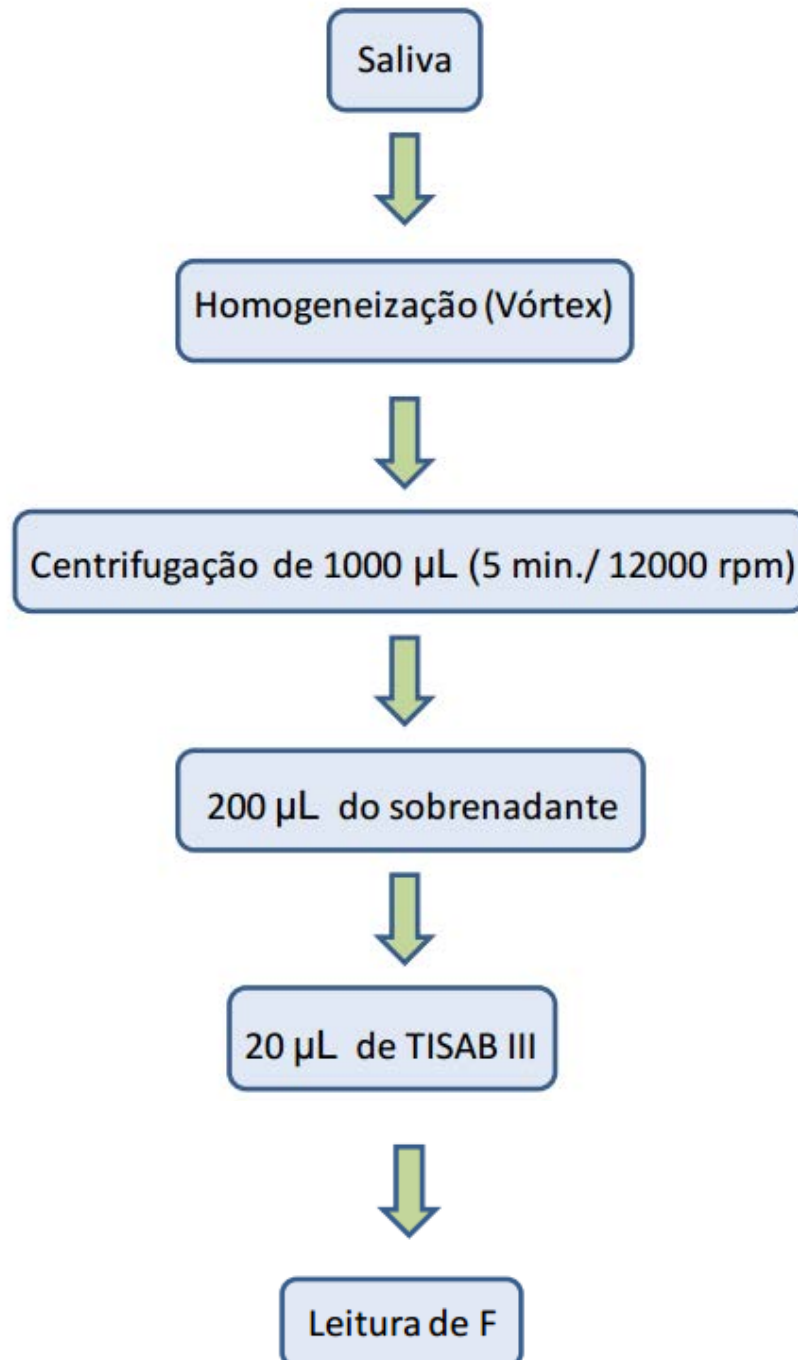 Saliva
Homogeneização (Vórtex)
Centrifugação de 1000 µL (5 min./ 12000 rpm)
200 µL do sobrenadante
20 µL de TISAB III
Leitura de F